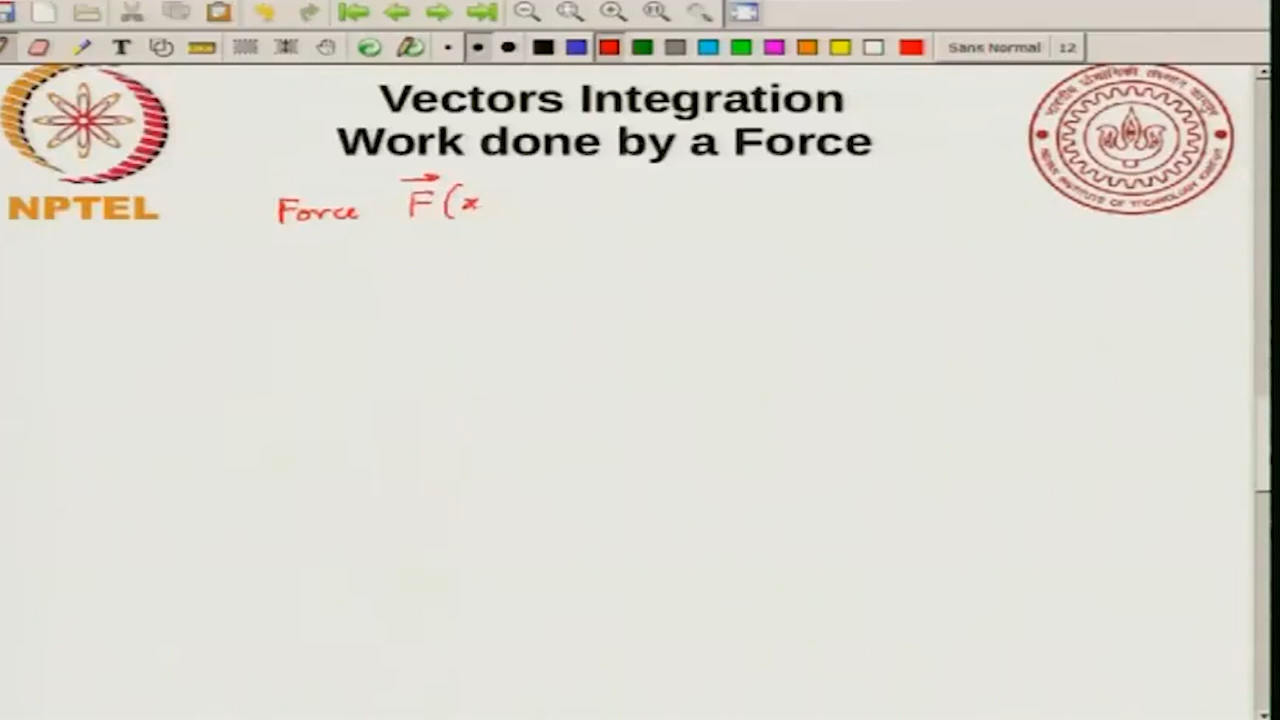 T
Sans Normal 12
Vectors Integration
Work done by a Force
NPTEL
Force F⃗(x